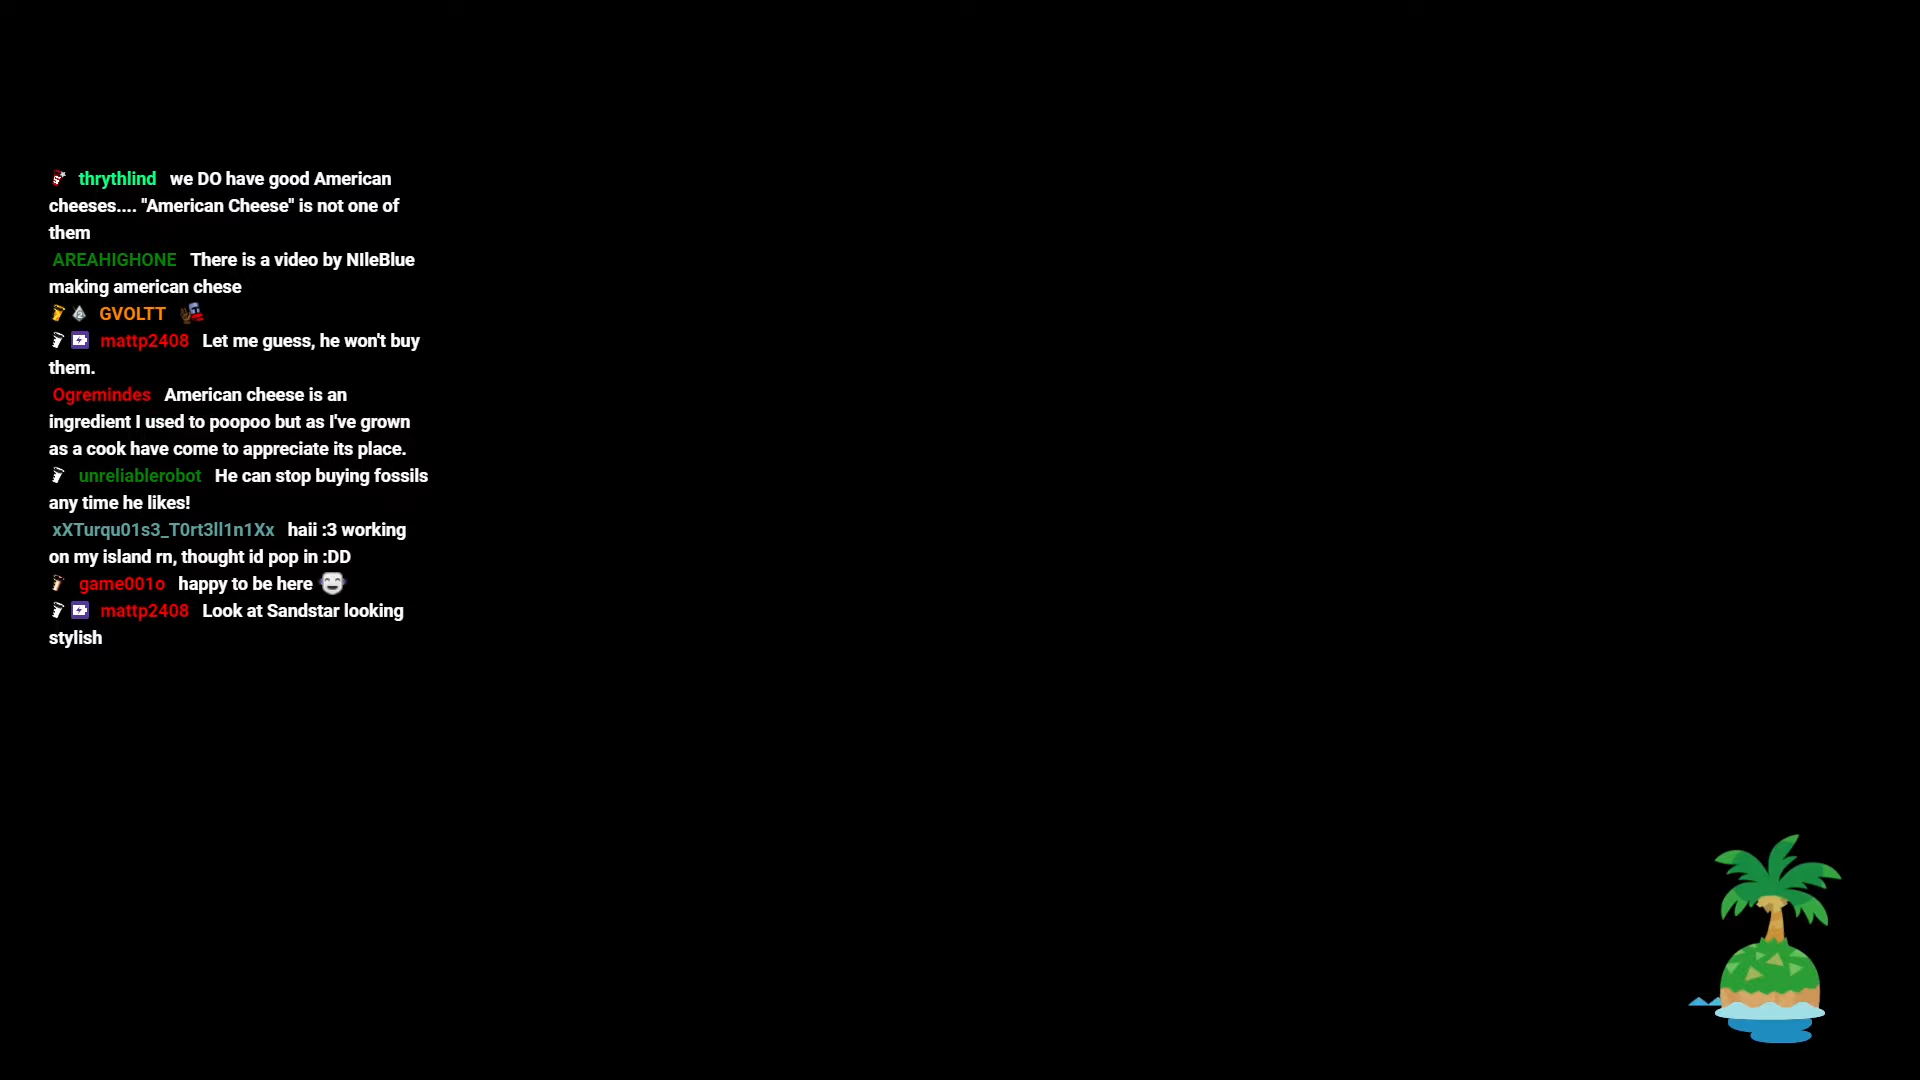 thrythlind we DO have good American
cheeses.... "American Cheese" is not one of
them
AREAHIGHONE There is a video by NIleBlue
making american chese
GVOLTT
mattp2408 Let me guess, he won't buy
them.
Ogremindes American cheese is an
ingredient I used to poopoo but as I've grown
as a cook have come to appreciate its place.
unreliablerobot He can stop buying fossils
any time he likes!
xXTurqu01s3_T0rt3ll1n1Xx haii :3 working
on my island rn, thought id pop in :DD
game001o happy to be here
mattp2408 Look at Sandstar looking
stylish